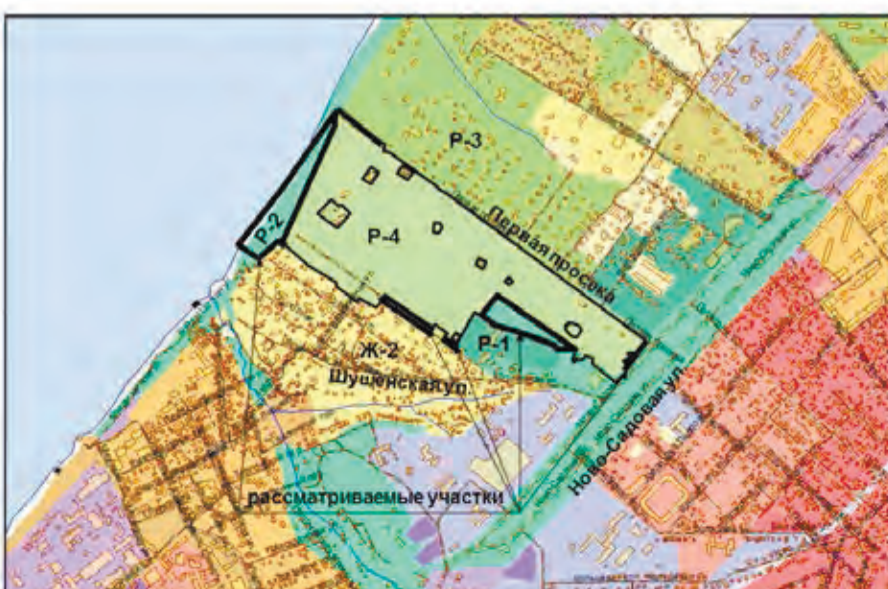 Р-3
Первая просека
Р-2
Р-4
Р-1
Ж-2
Шушенская ул.
Ново-Садовая ул.
рассматриваемые участки